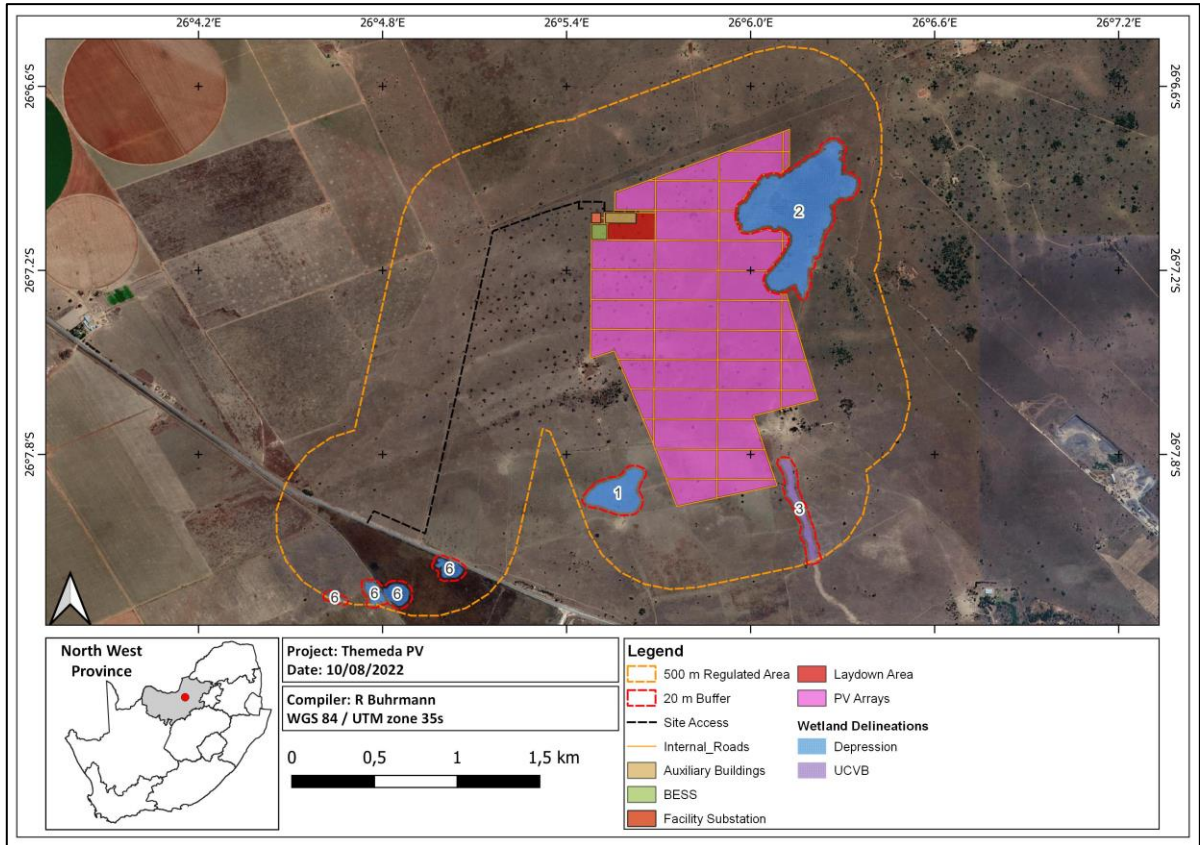 26°4.2'E 26°4.8'E 26°5.4'E 26°6.0'E 26°6.6'E 26°7.2'E
26°6.6'S 26°6.6'S
2
26°7.2'S 26°7.2'S
26°7.8'S 26°7.8'S
1
3
6
6 6 6
North West
Province
Project: Themeda PV
Date: 10/08/2022
Compiler: R Buhrmann
WGS 84 / UTM zone 35s
0 0,5 1 1,5 km
Legend
500 m Regulated Area
20 m Buffer
Site Access
Internal_Roads
Auxiliary Buildings
BESS
Facility Substation
Laydown Area
PV Arrays
Wetland Delineations
Depression
UCVB